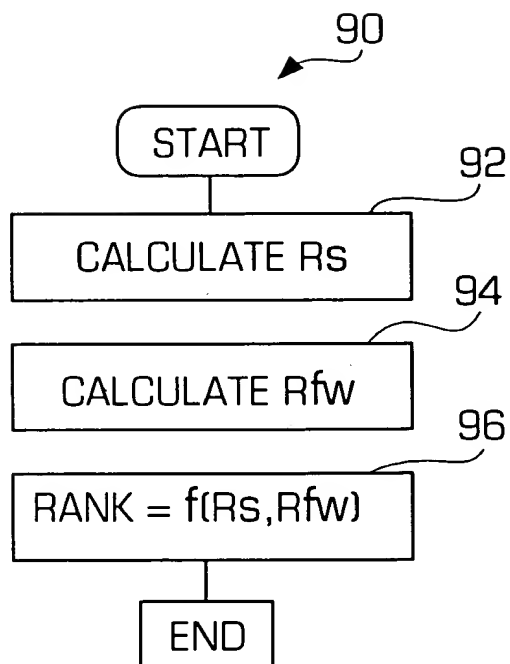 90
START
92
CALCULATE Rs
94
CALCULATE Rfw
96
RANK = f(Rs,Rfw)
END